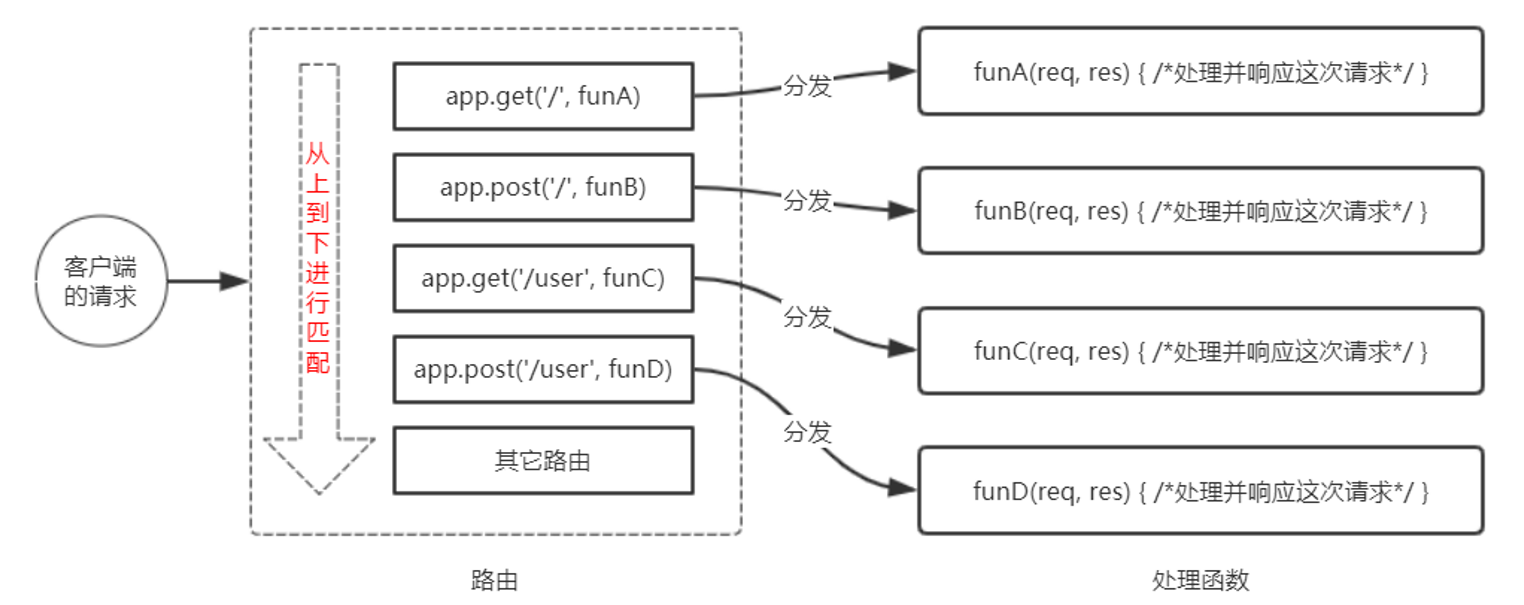 客户端
的请求
从上到下进行匹配
app.get('/', funA)
app.post('/', funB)
app.get('/user', funC)
app.post('/user', funD)
其它路由
分发
分发
分发
分发
funA(req, res) { /*处理并响应这次请求*/ }
funB(req, res) { /*处理并响应这次请求*/ }
funC(req, res) { /*处理并响应这次请求*/ }
funD(req, res) { /*处理并响应这次请求*/ }
路由
处理函数